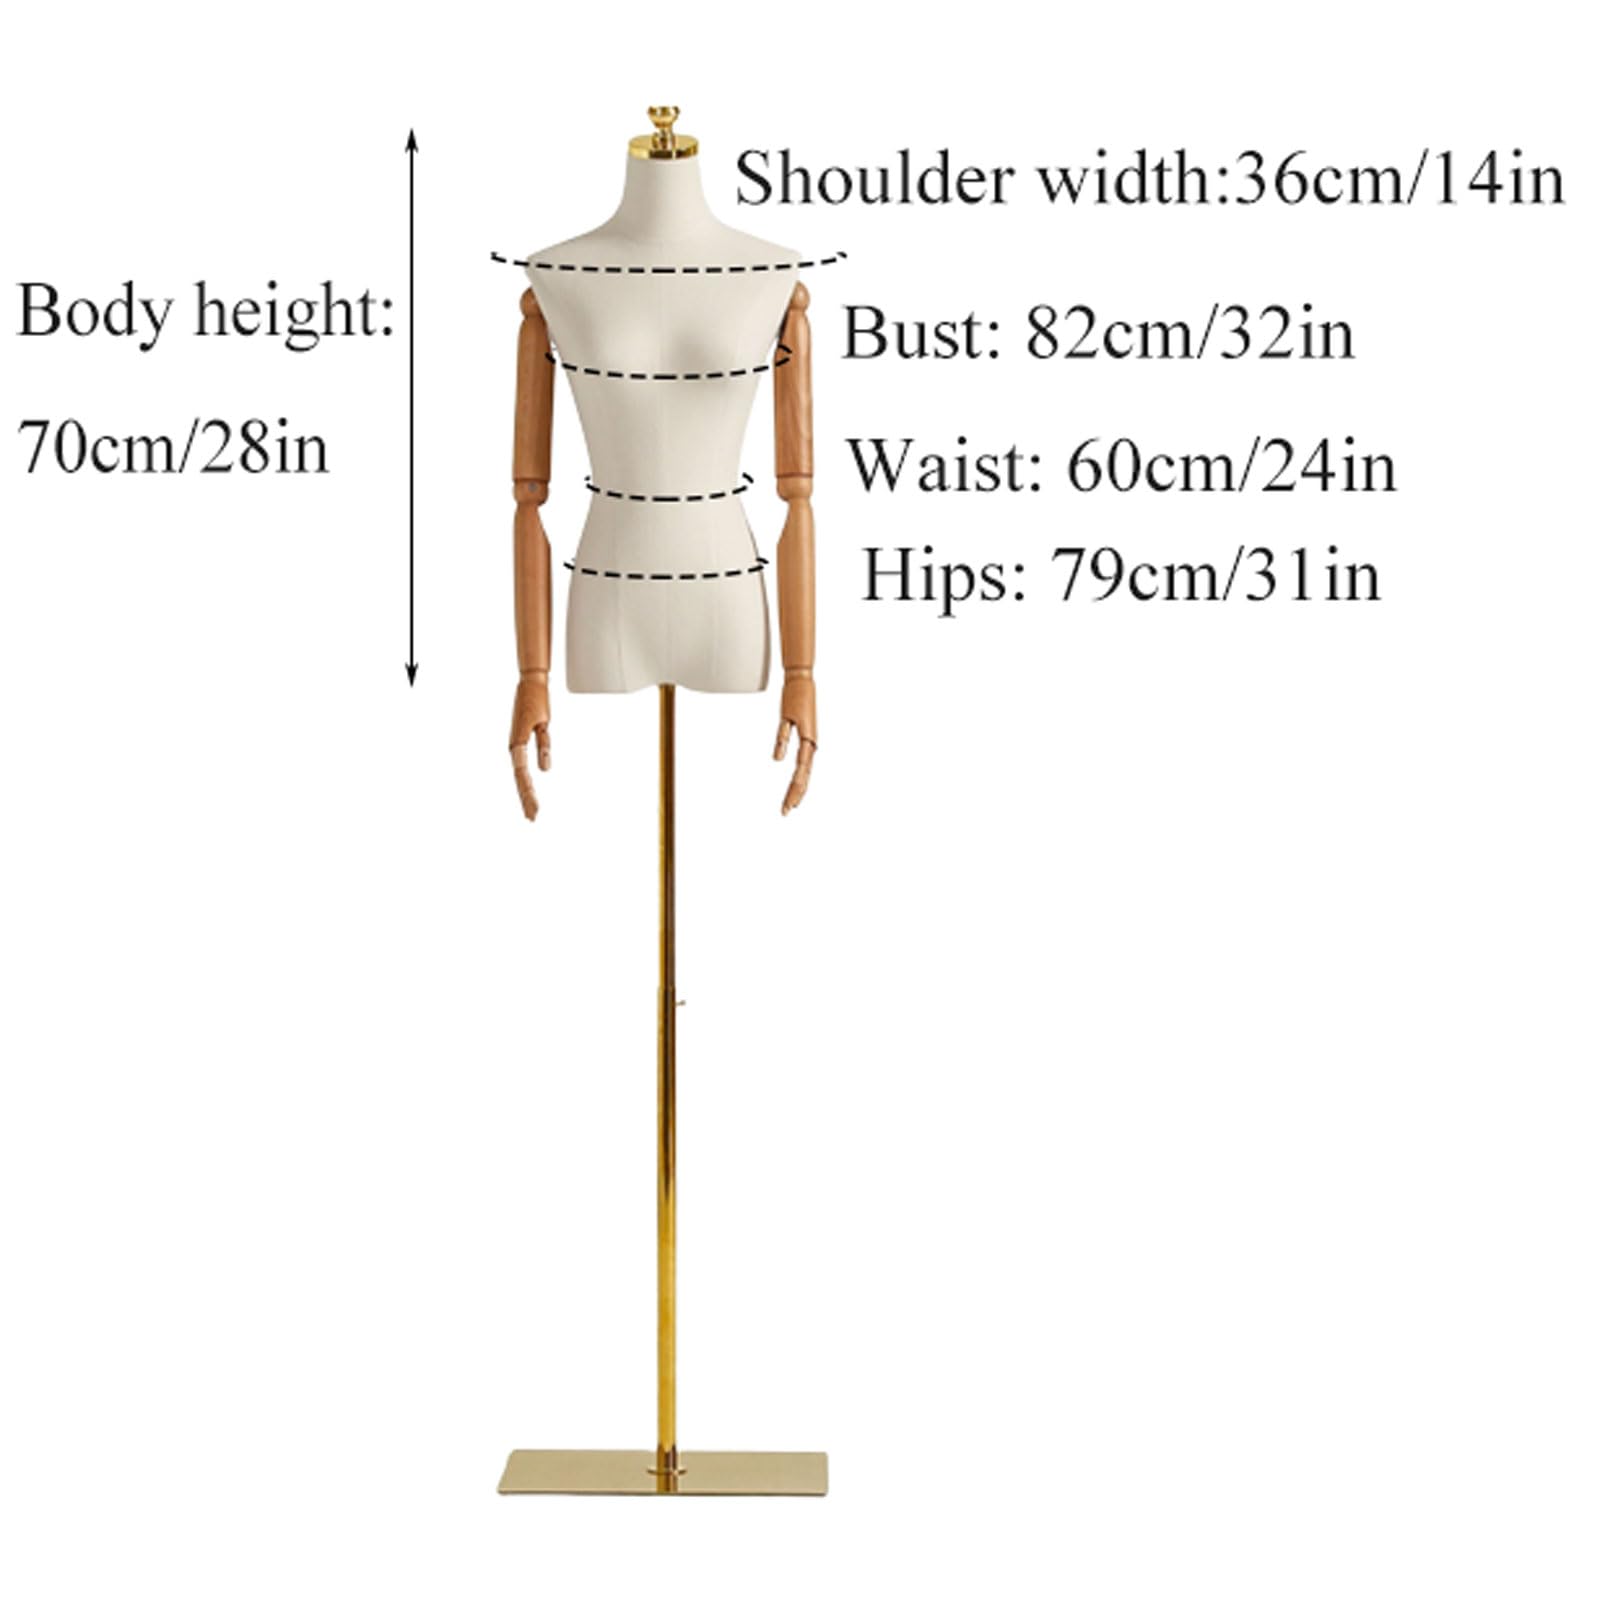 Shoulder width:36cm/14in
Body height:
70cm/28in
Bust: 82cm/32in
Waist: 60cm/24in
Hips: 79cm/31in